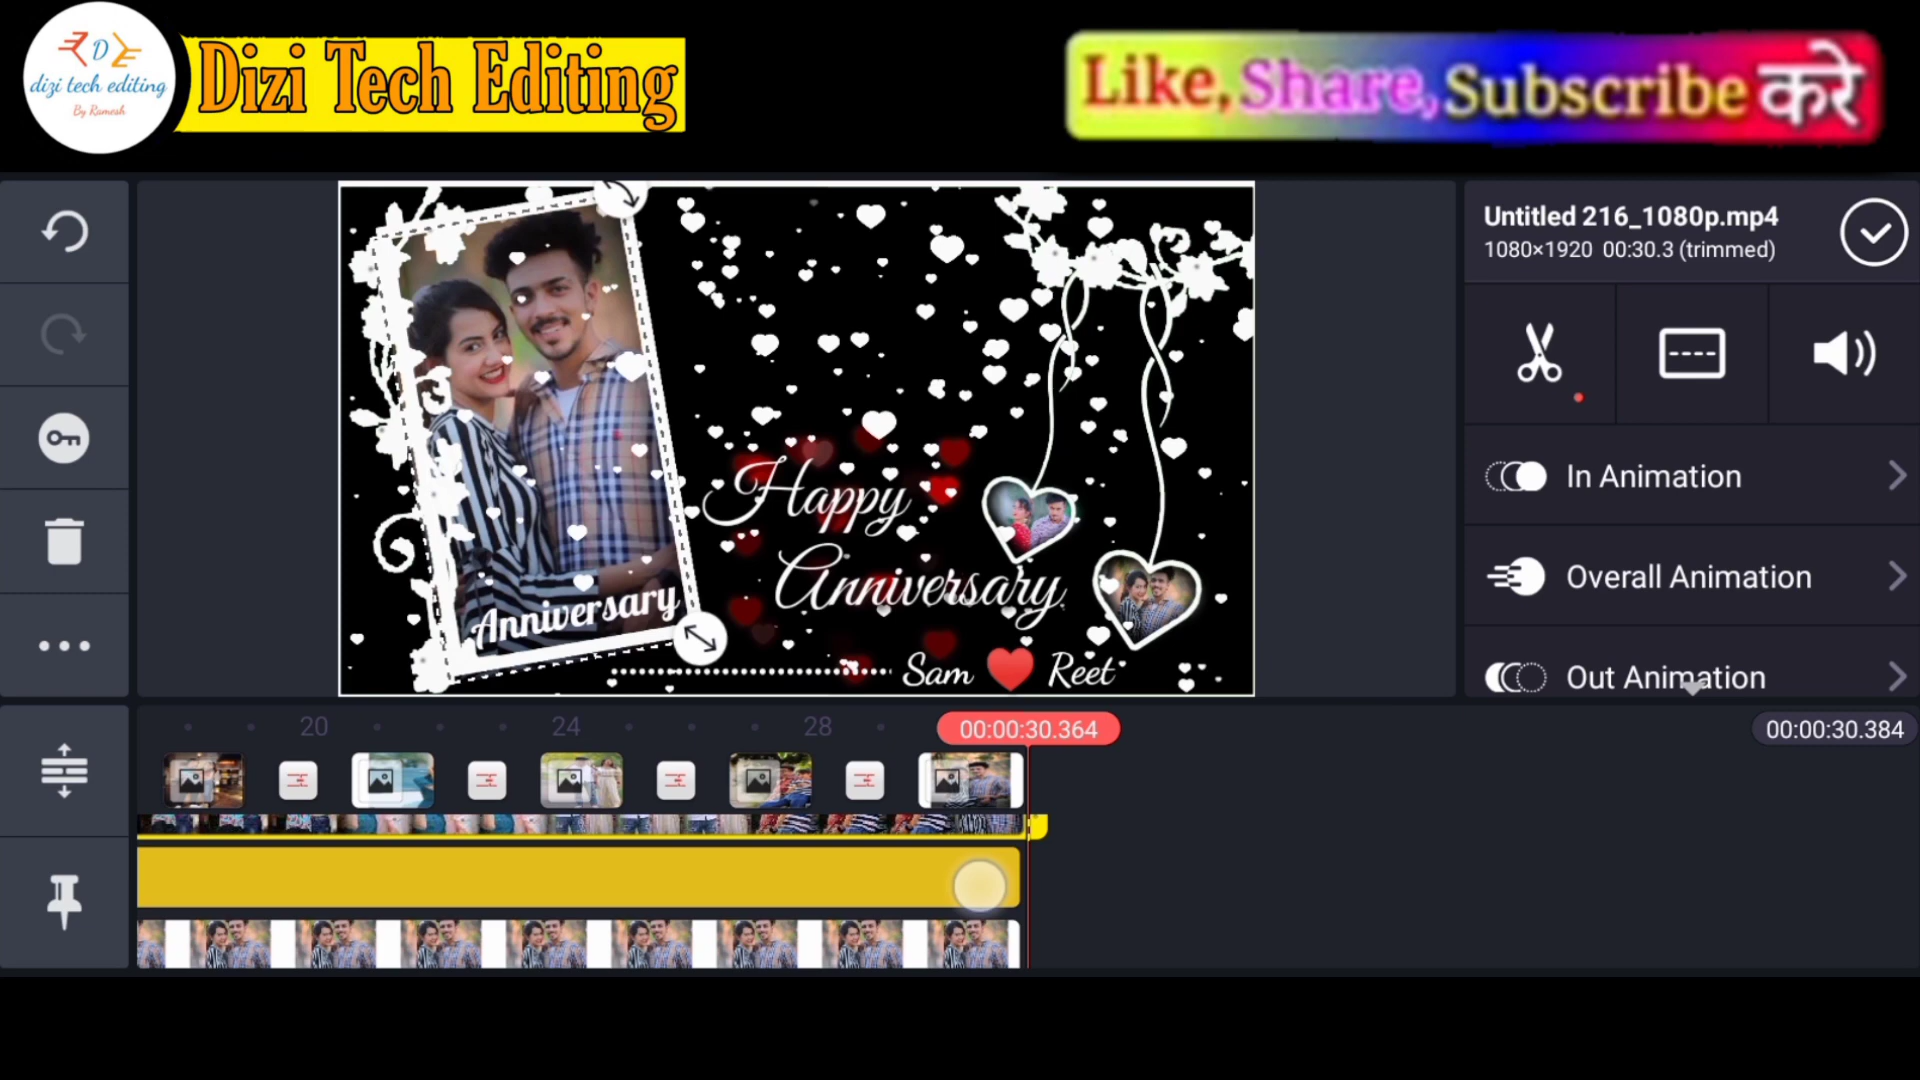 dizi tech editing
By Ramesh
Dizi Tech Editing
Like, Share, Subscribe करे
Untitled 216_1080p.mp4
1080×1920 00:30.3 (trimmed)
In Animation
Overall Animation
Out Animation
Happy
Anniversary
Anniversary
Sam ❤️ Reet
20
24
28
00:00:30.364
00:00:30.384